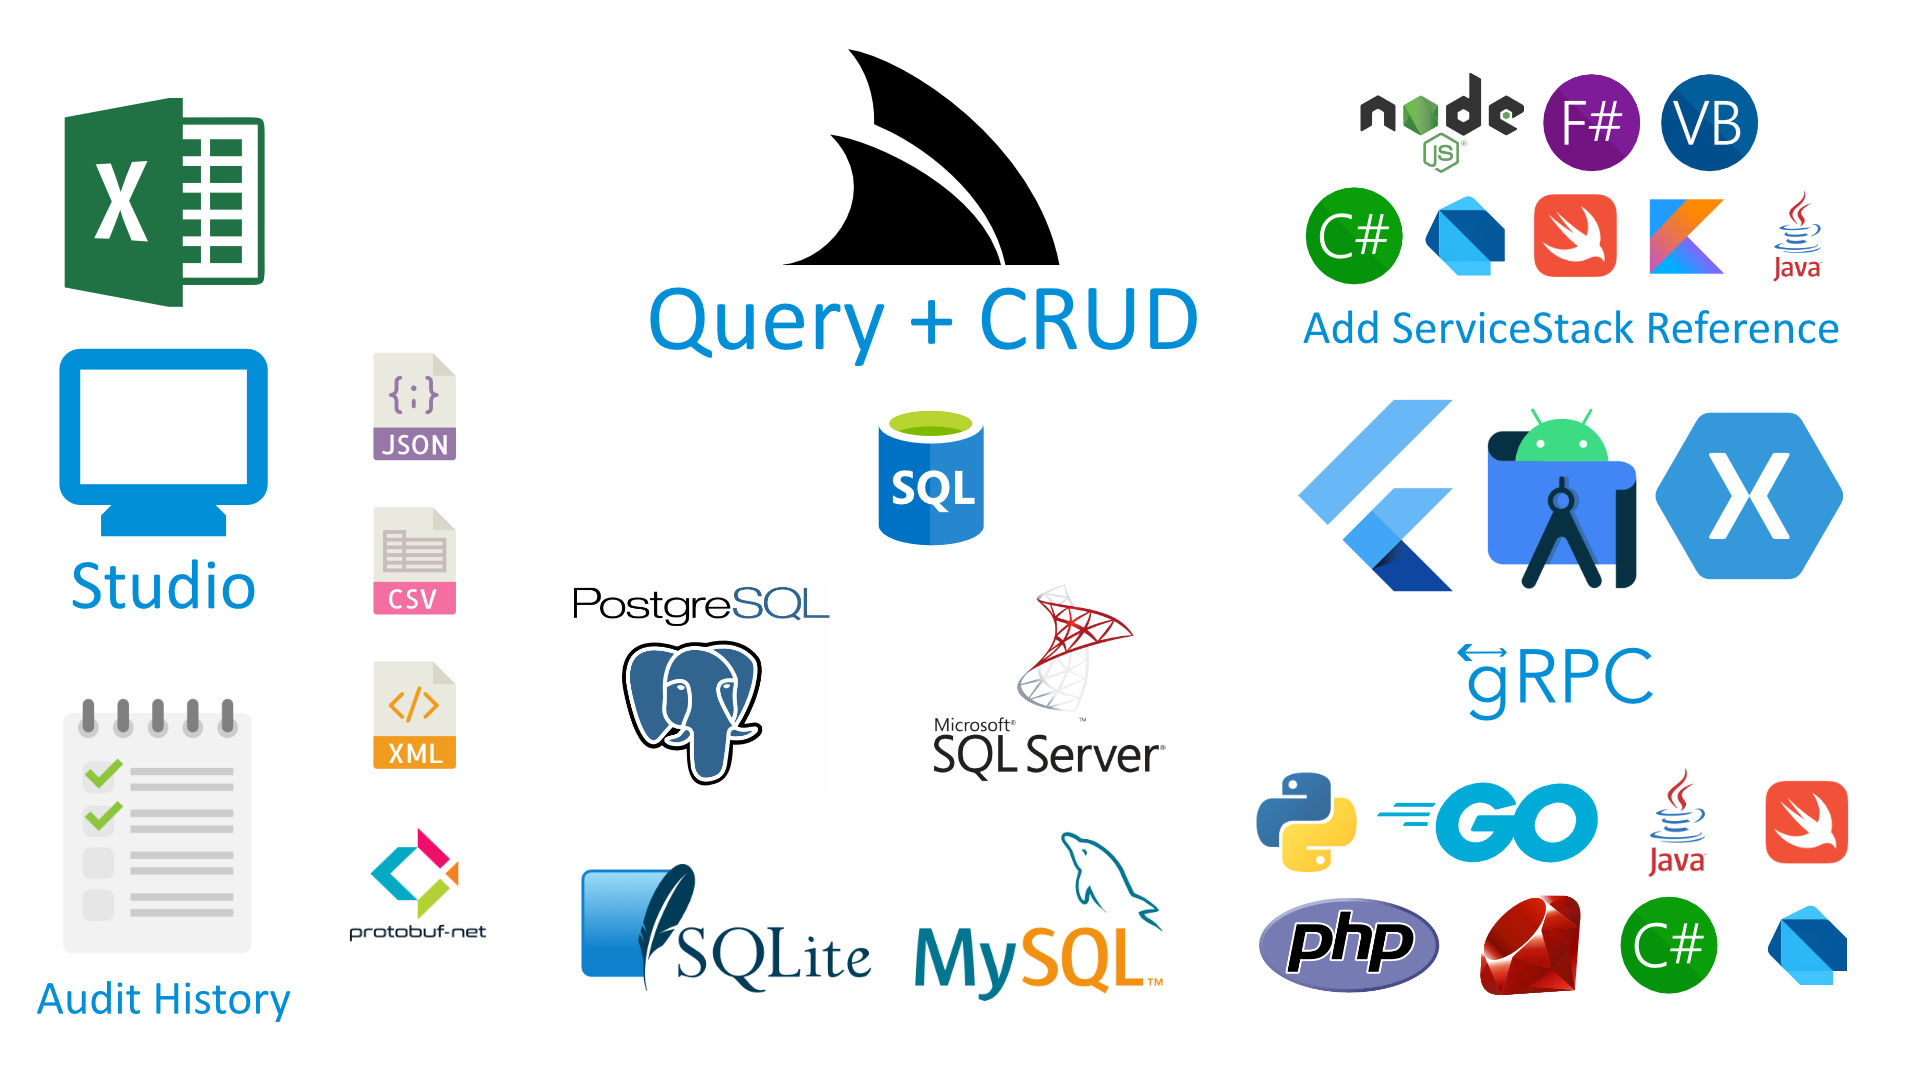 X
Studio
Audit History
{;}
JSON
CSV
</>
XML
protobuf-net
Query + CRUD
SQL
PostgreSQL
Microsoft®
SQL Server®
SQLite
MySQL™
node
JS®
F#
VB
C#
Java
Add ServiceStack Reference
X
gRPC
GO
Java
php
C#